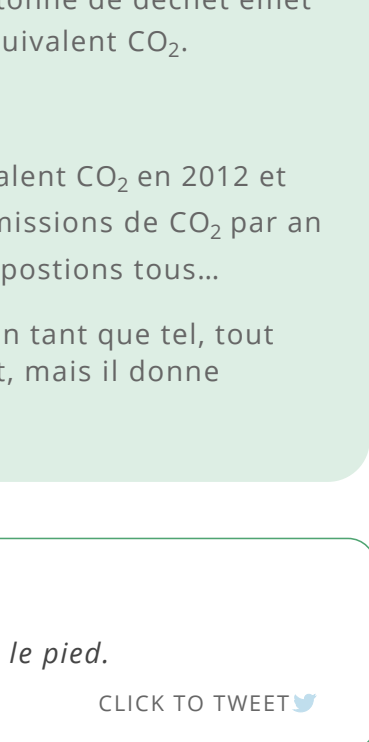 tonne de déchet émet
uivalent CO₂.
alent CO₂ en 2012 et
missions de CO₂ par an
postions tous…
n tant que tel, tout
t, mais il donne
le pied.
CLICK TO TWEET